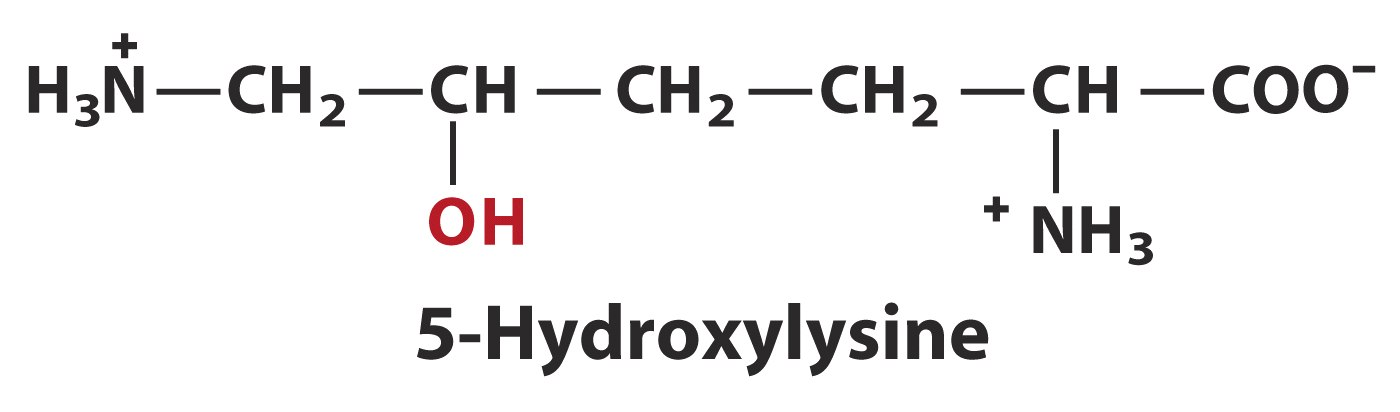 H₃N⁺—CH₂—CH—CH₂—CH₂—CH—COO⁻
OH
⁺NH₃
5-Hydroxylysine